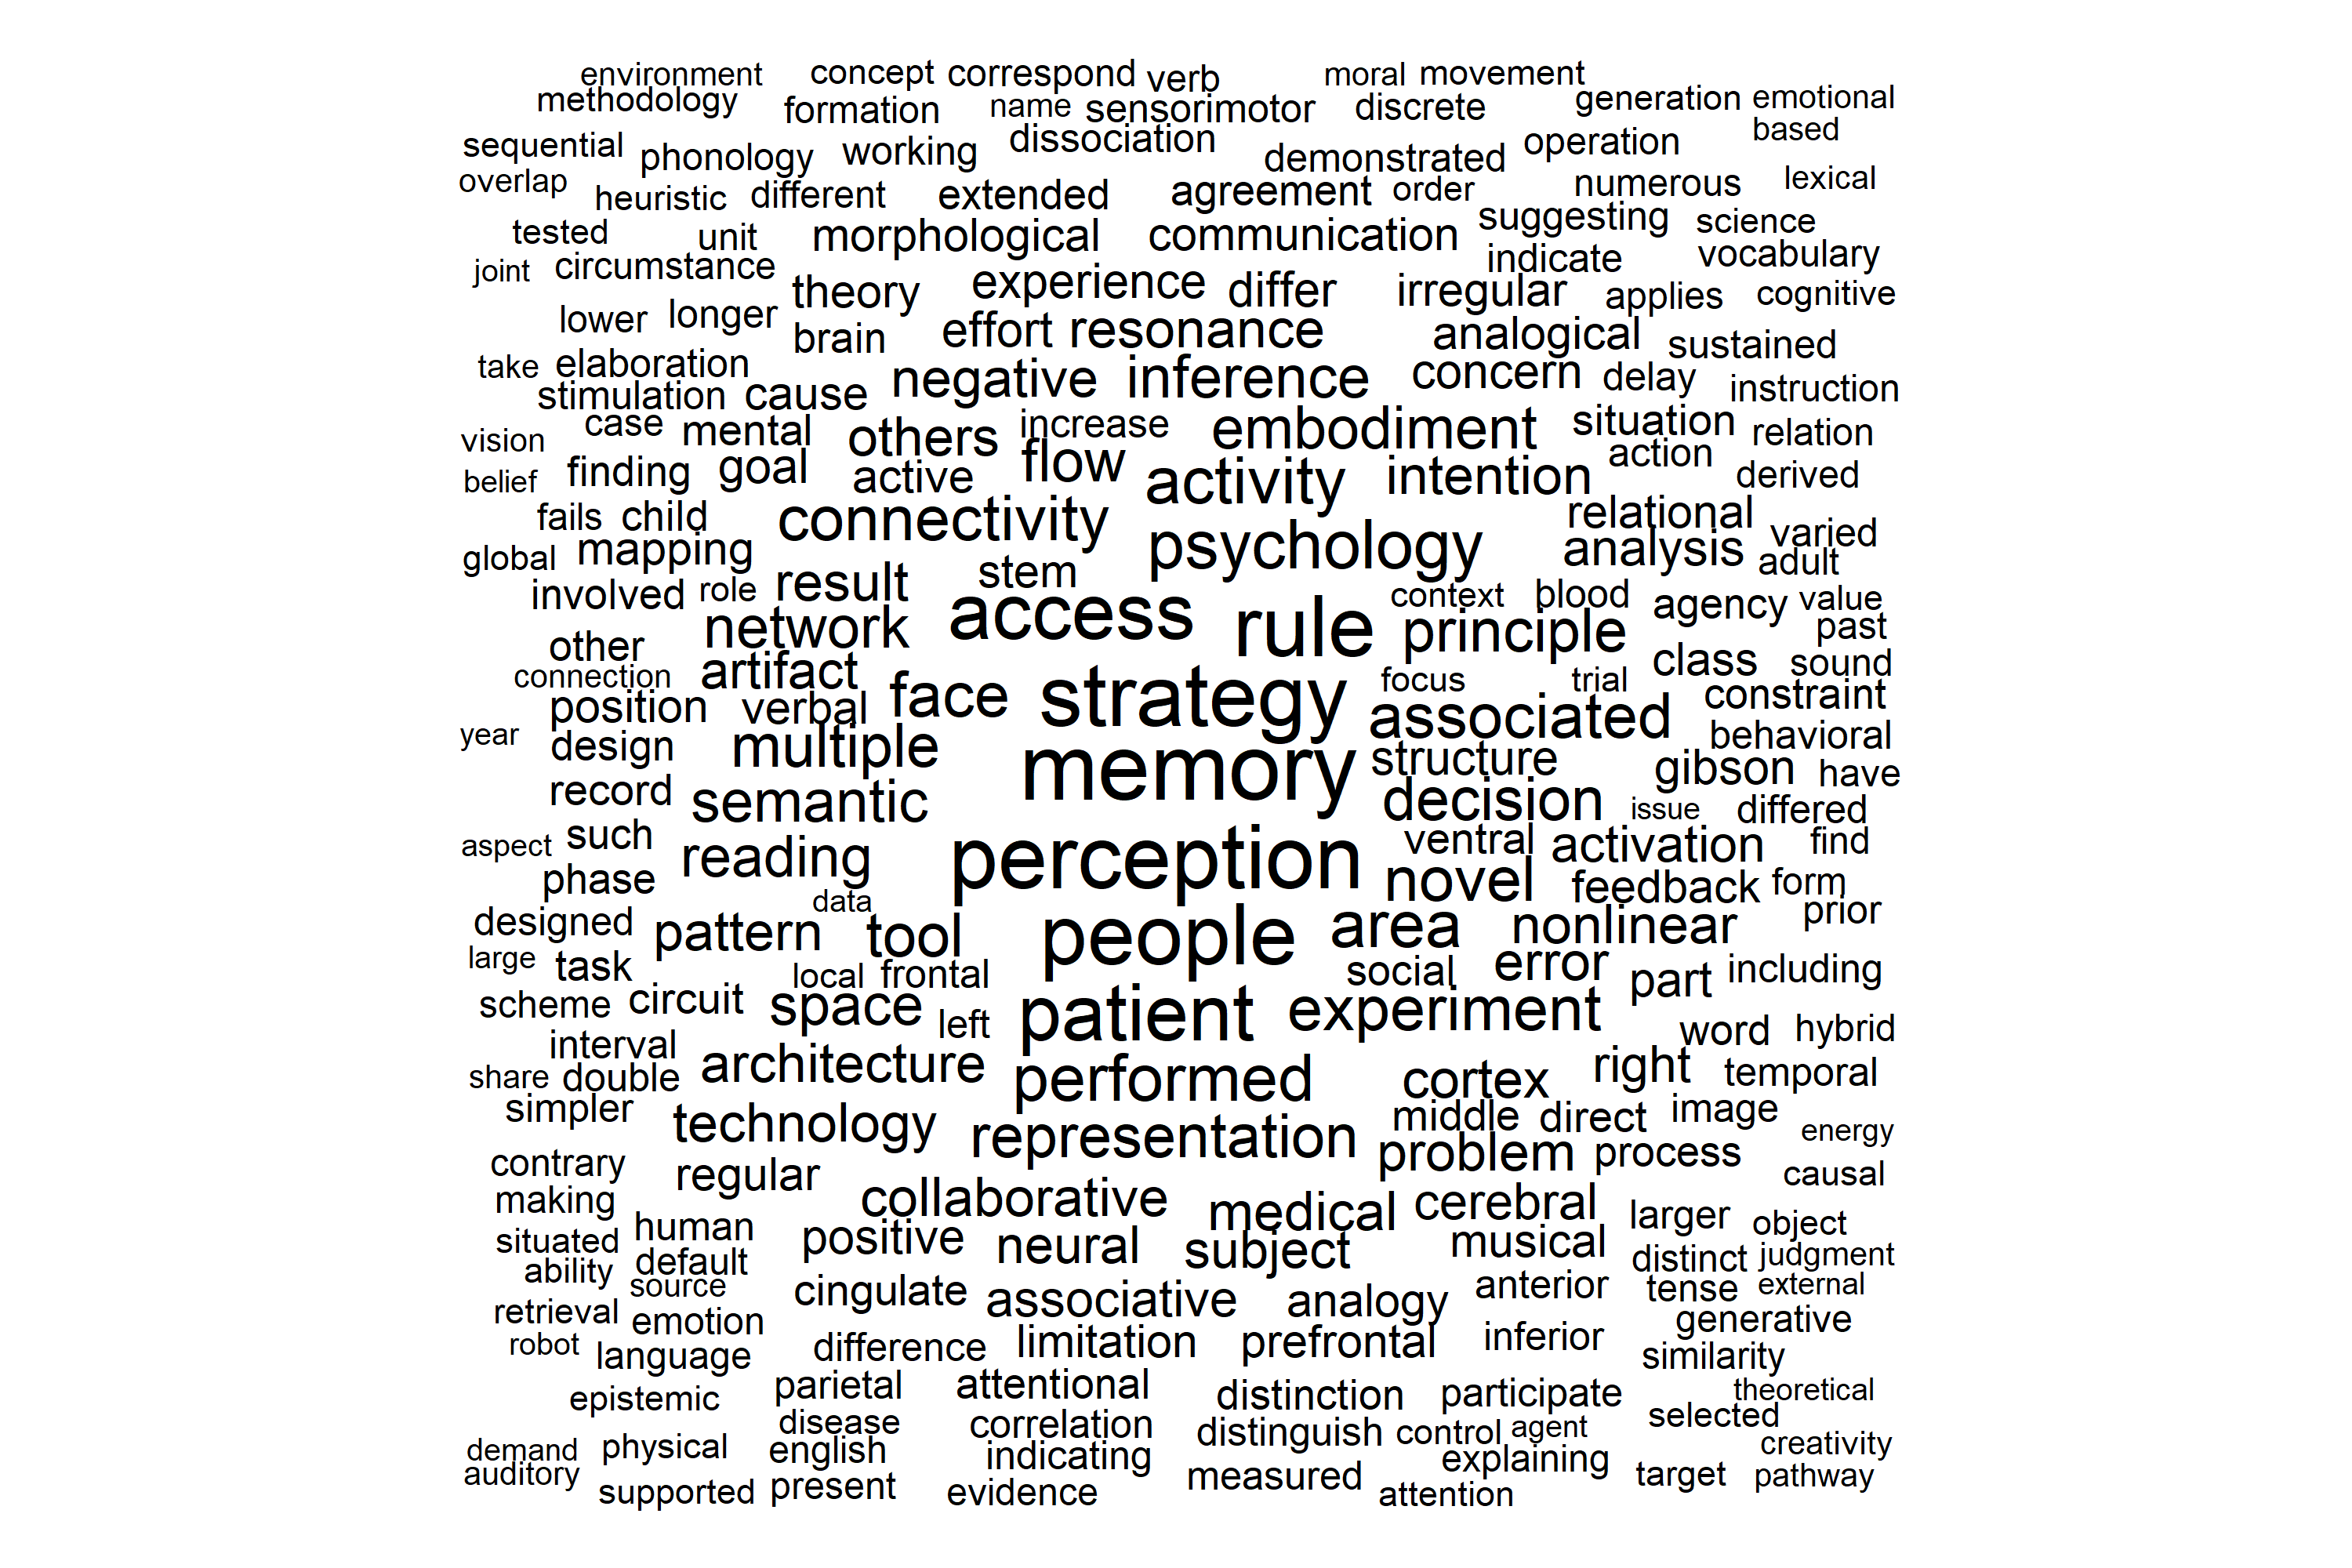 environment concept correspond verb moral movement
methodology formation name sensorimotor discrete generation emotional
sequential phonology working dissociation demonstrated operation based
overlap heuristic different extended agreement order numerous lexical
tested unit morphological communication suggesting science
joint circumstance theory experience differ irregular indicate applies vocabulary cognitive
lower longer brain effort resonance analogical sustained
take elaboration negative inference concern delay instruction
stimulation cause
vision case mental others increase embodiment situation relation
belief finding goal active flow activity intention action derived
fails child connectivity psychology relational varied
global mapping stem analysis adult
involved role result access rule context blood agency value
other network principle past
connection artifact face strategy focus trial class sound
position verbal associated constraint
year design multiple memory structure behavioral
record semantic decision gibson have
issue differed
aspect such reading perception ventral activation find
phase data novel feedback form
designed pattern tool people area nonlinear prior
large task local frontal social error part including
scheme circuit space left patient experiment word hybrid
interval architecture performed cortex right temporal
share double
simpler technology representation middle direct image energy
contrary regular problem process causal
making collaborative medical cerebral larger object
situated human positive neural subject musical distinct judgment
ability default
source cingulate associative analogy anterior tense external
retrieval emotion generative
robot language difference limitation prefrontal inferior similarity
epistemic parietal attentional distinction participate theoretical
disease correlation distinguish control agent selected
demand physical english indicating explaining creativity
auditory supported present evidence measured attention target pathway